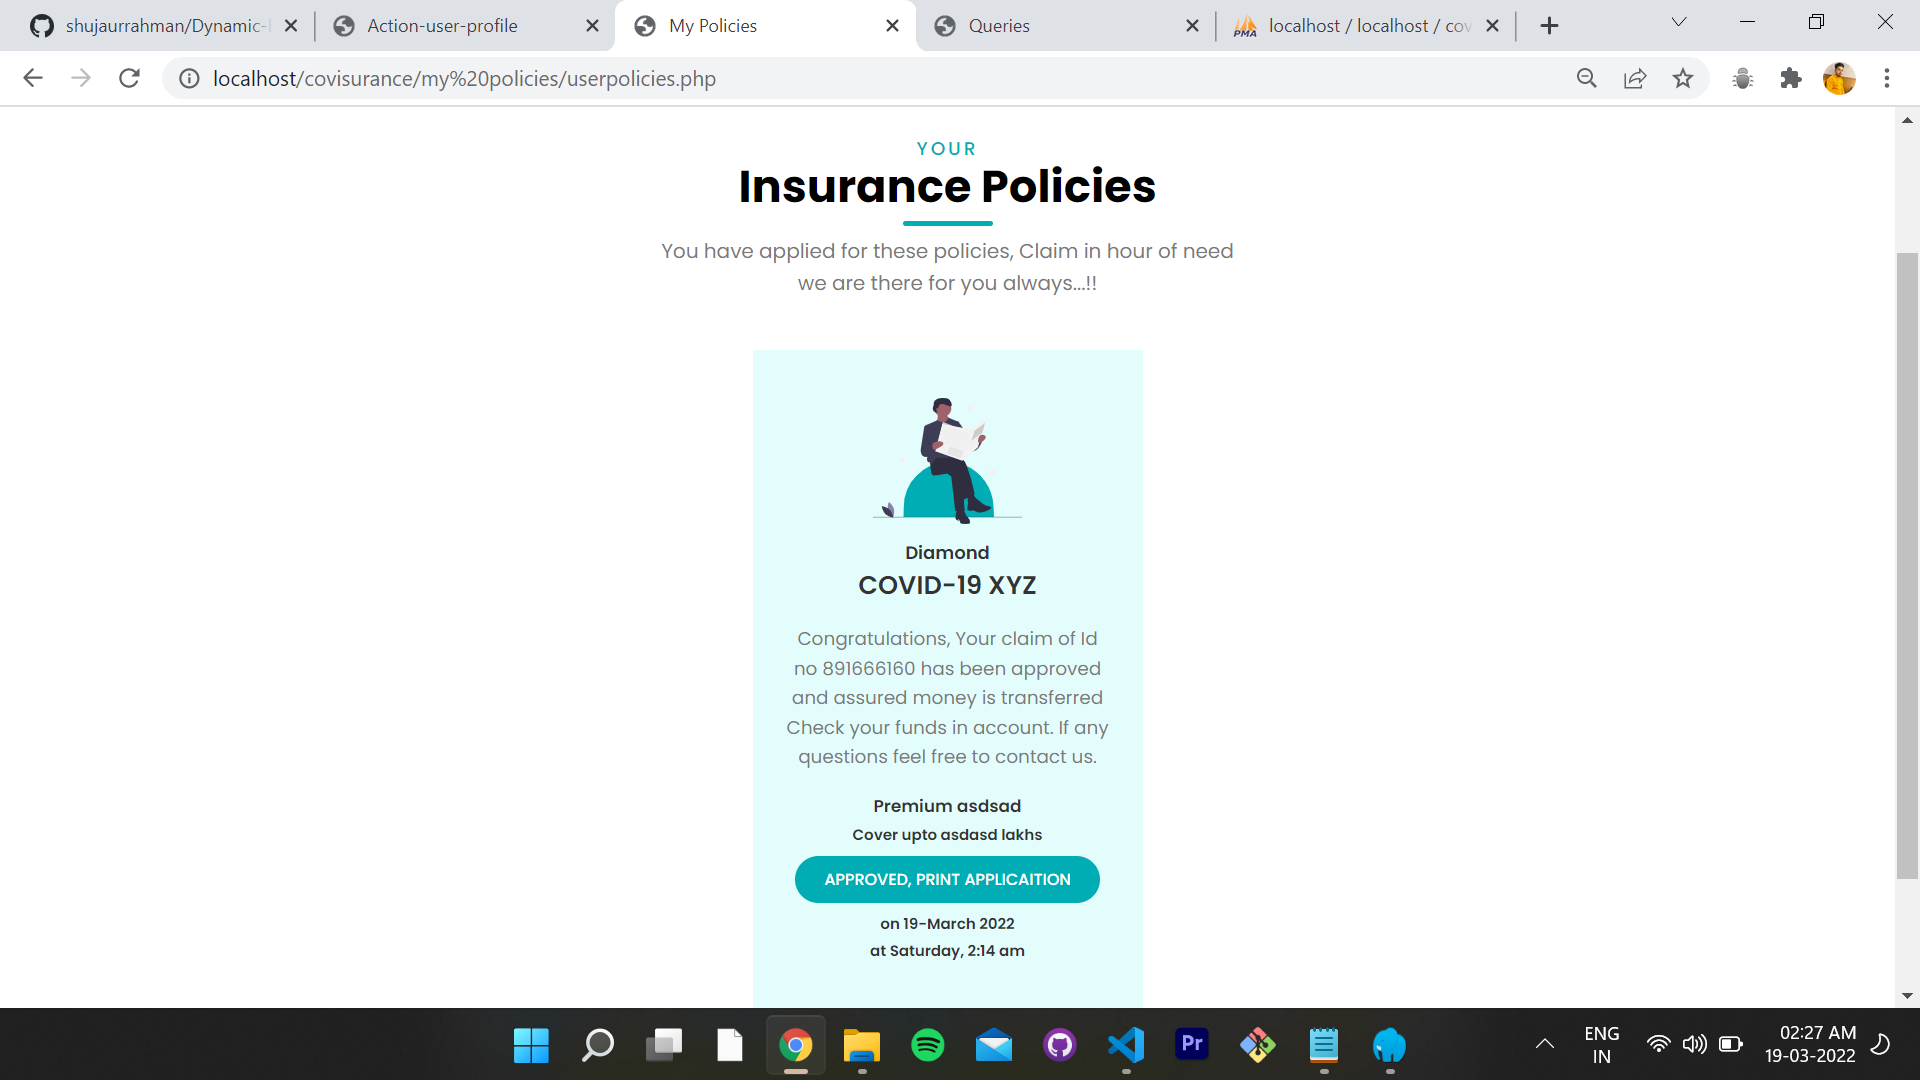 shujaurrahman/Dynamic-
Action-user-profile
My Policies
Queries
PMA
localhost / localhost / cov
localhost/covisurance/my%20policies/userpolicies.php
YOUR
Insurance Policies
You have applied for these policies, Claim in hour of need
we are there for you always...!!
Diamond
COVID-19 XYZ
Congratulations, Your claim of Id
no 891666160 has been approved
and assured money is transferred
Check your funds in account. If any
questions feel free to contact us.
Premium asdsad
Cover upto asdasd lakhs
APPROVED, PRINT APPLICAITION
on 19-March 2022
at Saturday, 2:14 am
Pr
ENG
IN
02:27 AM
19-03-2022